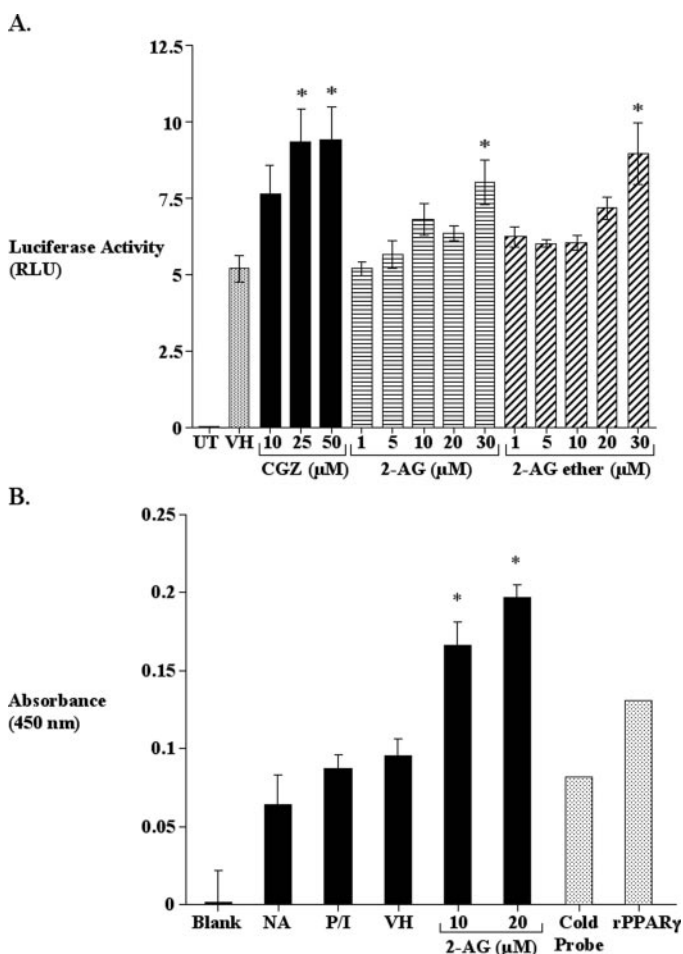 A.
12.5
10
7.5
5
2.5
0
Luciferase Activity
(RLU)
* * * *
UT VH 10 25 50 1 5 10 20 30 1 5 10 20 30
CGZ (μM) 2-AG (μM) 2-AG ether (μM)
B.
0.25
0.2
0.15
0.1
0.05
0
Absorbance
(450 nm)
* *
Blank NA P/I VH 10 20 Cold rPPARγ
2-AG (μM) Probe